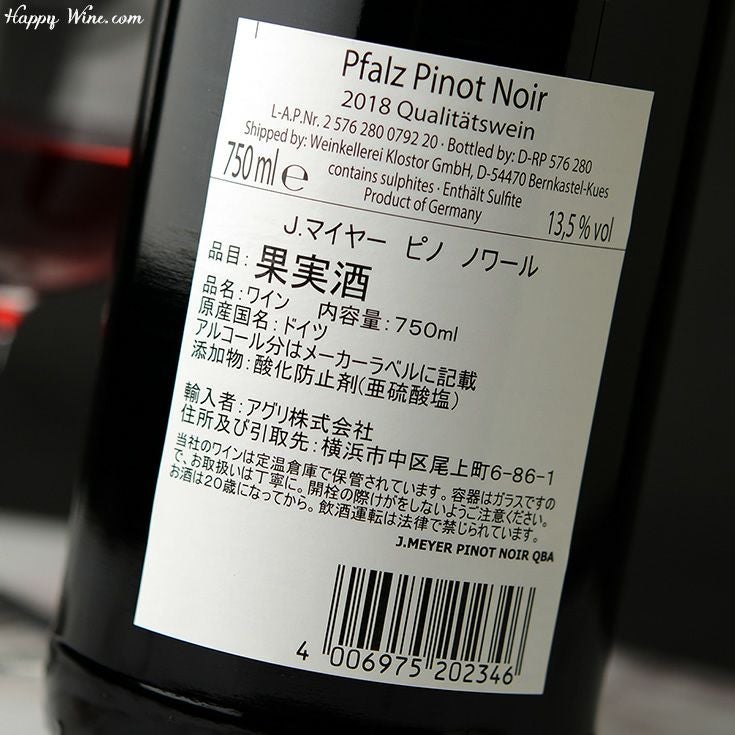 Happy Wine.com
Pfalz Pinot Noir
2018 Qualitätswein
L-A.P.Nr. 2 576 280 0792 20 · Bottled by: D-RP 576 280
Shipped by: Weinkellerei Klostor GmbH, D-54470 Bernkastel-Kues
750 ml e contains sulphites · Enthält Sulfite
Product of Germany 13,5 % vol
J.マイヤー ピノ ノワール
品目:果実酒
品名:ワイン 内容量:750ml
原産国名:ドイツ
アルコール分はメーカーラベルに記載
添加物:酸化防止剤(亜硫酸塩)
輸入者:アグリ株式会社
住所及び引取先:横浜市中区尾上町6-86-1
当社のワインは定温倉庫で保管されています。容器はガラスですの
で、お取扱いは丁寧に。開栓の際けがをしないようご注意ください。
お酒は20歳になってから。飲酒運転は法律で禁じられています。
J.MEYER PINOT NOIR QBA
4 006975 202346